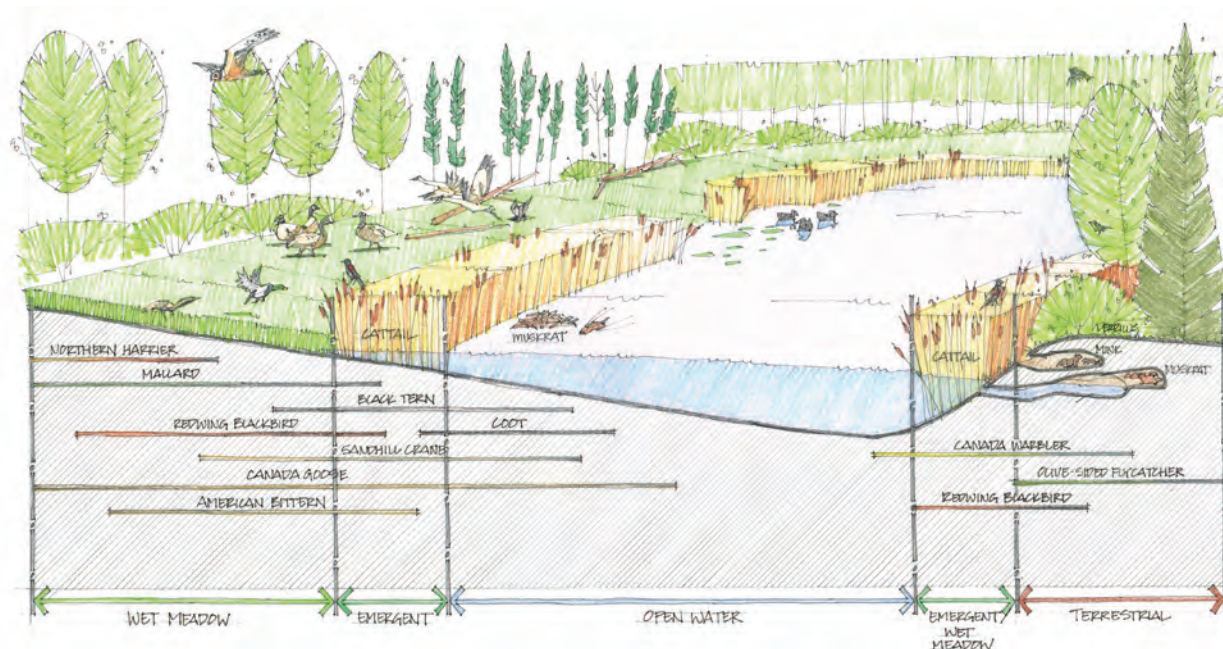 CATTAIL
MUSKRAT
CATTAIL
MINK
MUSKRAT
NORTHERN HARRIER
MALLARD
BLACK TERN
REDWING BLACKBIRD
COOT
SANDHILL CRANE
CANADA WARBLER
CANADA GOOSE
OLIVE-SIDED FLYCATCHER
AMERICAN BITTERN
REDWING BLACKBIRD
WET MEADOW
EMERGENT
OPEN WATER
EMERGENT/
WET
MEADOW
TERRESTRIAL